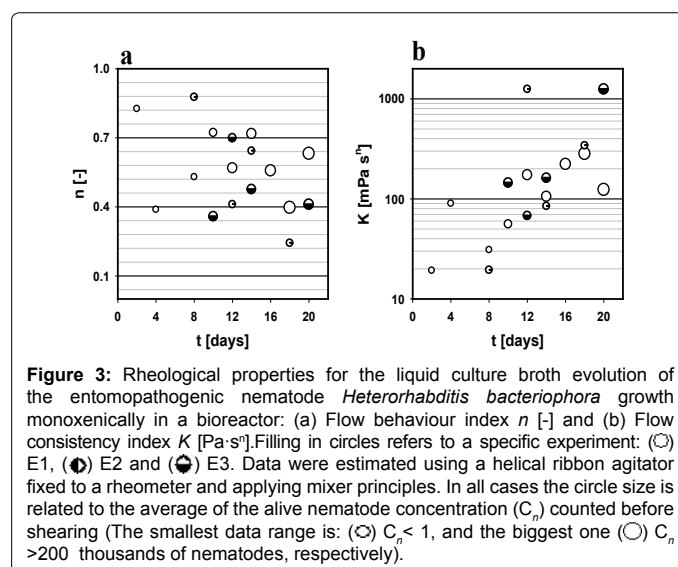 a
b
1.0
0.7
0.4
0.1
n [-]
0 4 8 12 16 20
t [days]
1000
100
10
K [mPa sⁿ]
0 4 8 12 16 20
t [days]
Figure 3: Rheological properties for the liquid culture broth evolution of
the entomopathogenic nematode Heterorhabditis bacteriophora growth
monoxenically in a bioreactor: (a) Flow behaviour index n [-] and (b) Flow
consistency index K [Pa·sⁿ].Filling in circles refers to a specific experiment: (○)
E1, (◐) E2 and (◒) E3. Data were estimated using a helical ribbon agitator
fixed to a rheometer and applying mixer principles. In all cases the circle size is
related to the average of the alive nematode concentration (Cₙ) counted before
shearing (The smallest data range is: (○) Cₙ< 1, and the biggest one (○) Cₙ
>200 thousands of nematodes, respectively).